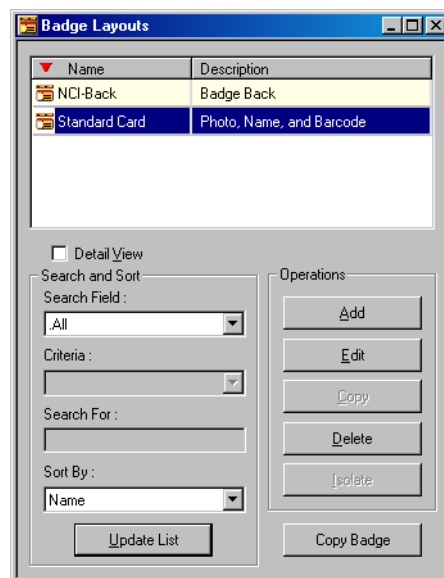 Badge Layouts
Name Description
NCI-Back Badge Back
Standard Card Photo, Name, and Barcode
Detail View
Search and Sort
Search Field :
.All
Criteria :
Search For :
Sort By :
Name
Update List
Operations
Add
Edit
Copy
Delete
Isolate
Copy Badge